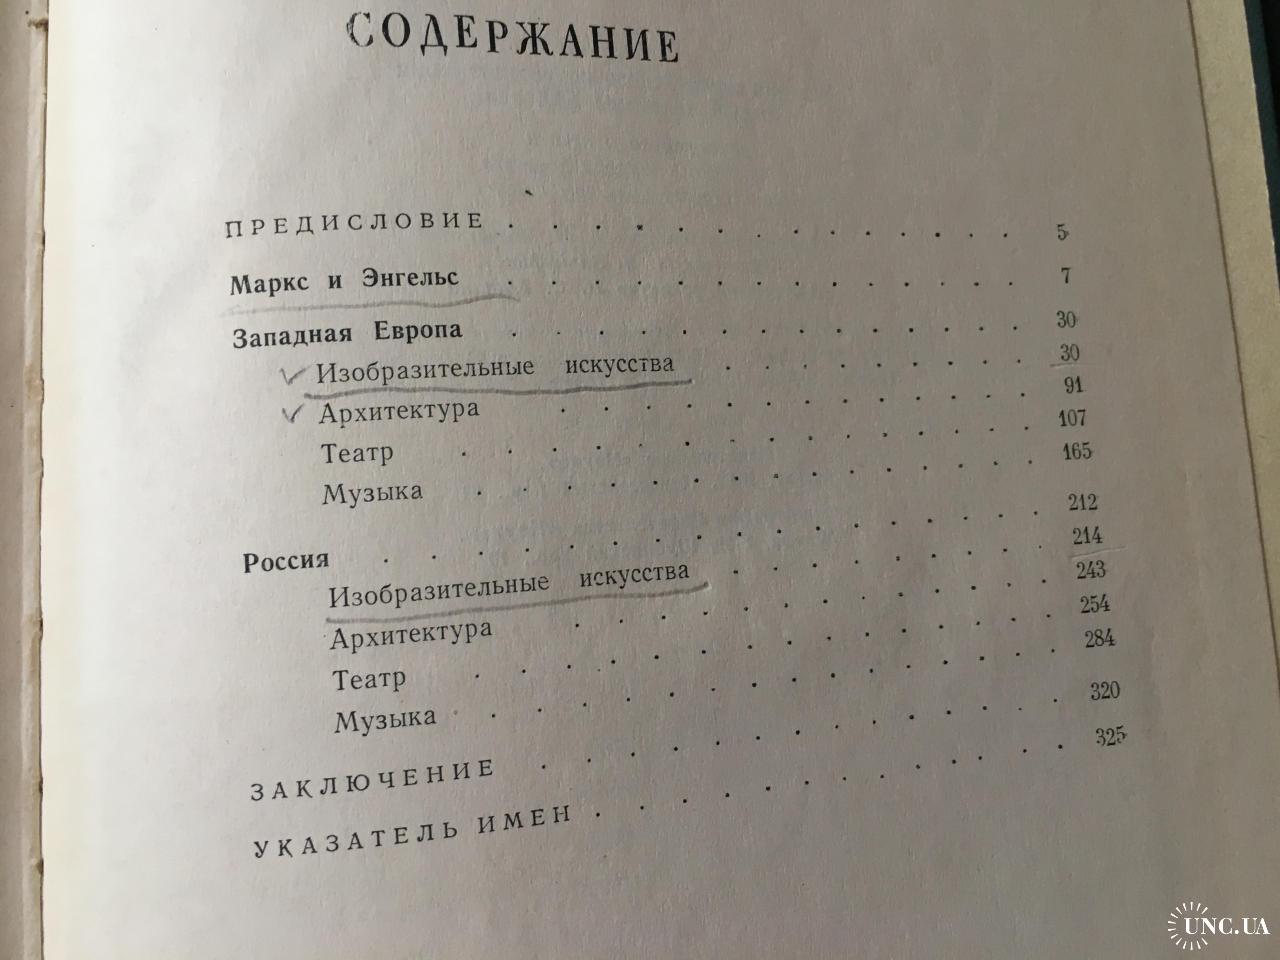 СОДЕРЖАНИЕ
ПРЕДИСЛОВИЕ . . . . . . . . . . . . . 5
Маркс и Энгельс . . . . . . . . . . . . . 7
Западная Европа . . . . . . . . . . . . . 30
Изобразительные искусства . . . . . . . . 30
Архитектура . . . . . . . . . . . . 91
Театр . . . . . . . . . . . . . . 107
Музыка . . . . . . . . . . . . . 165
Россия . . . . . . . . . . . . . . . 212
Изобразительные искусства . . . . . . . . 214
Архитектура . . . . . . . . . . . . 243
Театр . . . . . . . . . . . . . . 254
Музыка . . . . . . . . . . . . . 284
ЗАКЛЮЧЕНИЕ . . . . . . . . . . . . 320
УКАЗАТЕЛЬ ИМЕН . . . . . . . . . . . 325
UNC.UA